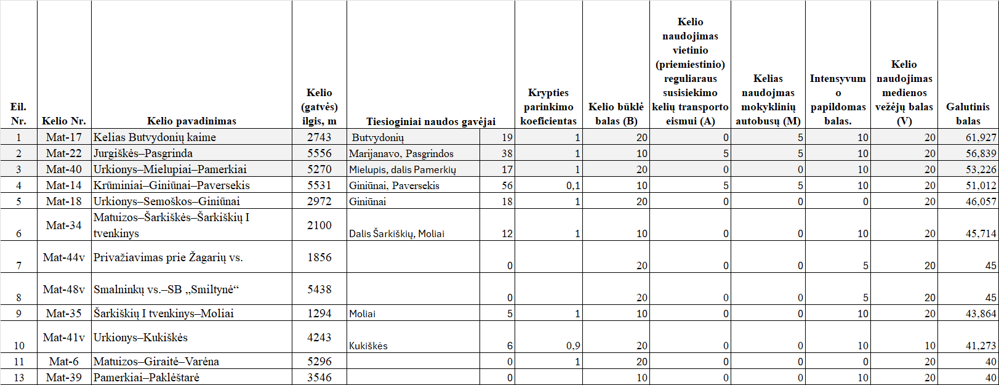 Eil. Nr. Kelio Nr. Kelio pavadinimas Kelio (gatvės) ilgis, m Tiesioginiai naudos gavėjai Krypties parinkimo koeficientas Kelio būklė balas (B) Kelio naudojimas vietinio (priemiestinio) reguliaraus susisiekimo kelių transporto eismui (A) Kelias naudojmas mokyklinių autobusų (M) Intensyvumo papildomas balas. Kelio naudojimas medienos vežėjų balas (V) Galutinis balas
1 Mat-17 Kelias Butvydonių kaime 2743 Butvydonių 19 1 20 0 5 10 20 61,927
2 Mat-22 Jurgiškės–Pasgrinda 5556 Marijanavo, Pasgrindos 38 1 10 5 5 10 20 56,839
3 Mat-40 Urkionys–Mielupiai–Pamerkiai 5270 Mielupis, dalis Pamerkių 17 1 20 0 0 10 20 53,226
4 Mat-14 Krūminiai–Giniūnai–Paversekis 5531 Giniūnai, Paversekis 56 0,1 10 5 5 10 20 51,012
5 Mat-18 Urkionys–Semoškos–Giniūnai 2972 Giniūnai 18 1 20 0 0 0 20 46,057
6 Mat-34 Matuizos–Šarkiškės–Šarkiškių I tvenkinys 2100 Dalis Šarkiškių, Moliai 12 1 10 0 0 10 20 45,714
7 Mat-44v Privažiavimas prie Žagarių vs. 1856 0 20 0 0 5 20 45
8 Mat-48v Smalninkų vs.–SB „Smiltynė“ 5438 0 20 0 0 5 20 45
9 Mat-35 Šarkiškių I tvenkinys–Moliai 1294 Moliai 5 1 10 0 0 10 20 43,864
10 Mat-41v Urkionys–Kukiškės 4243 Kukiškės 6 0,9 20 0 0 10 10 41,273
11 Mat-6 Matuizos–Giraitė–Varėna 5296 0 1 20 0 0 0 20 40
13 Mat-39 Pamerkiai–Paklėštarė 3546 0 10 0 0 10 20 40